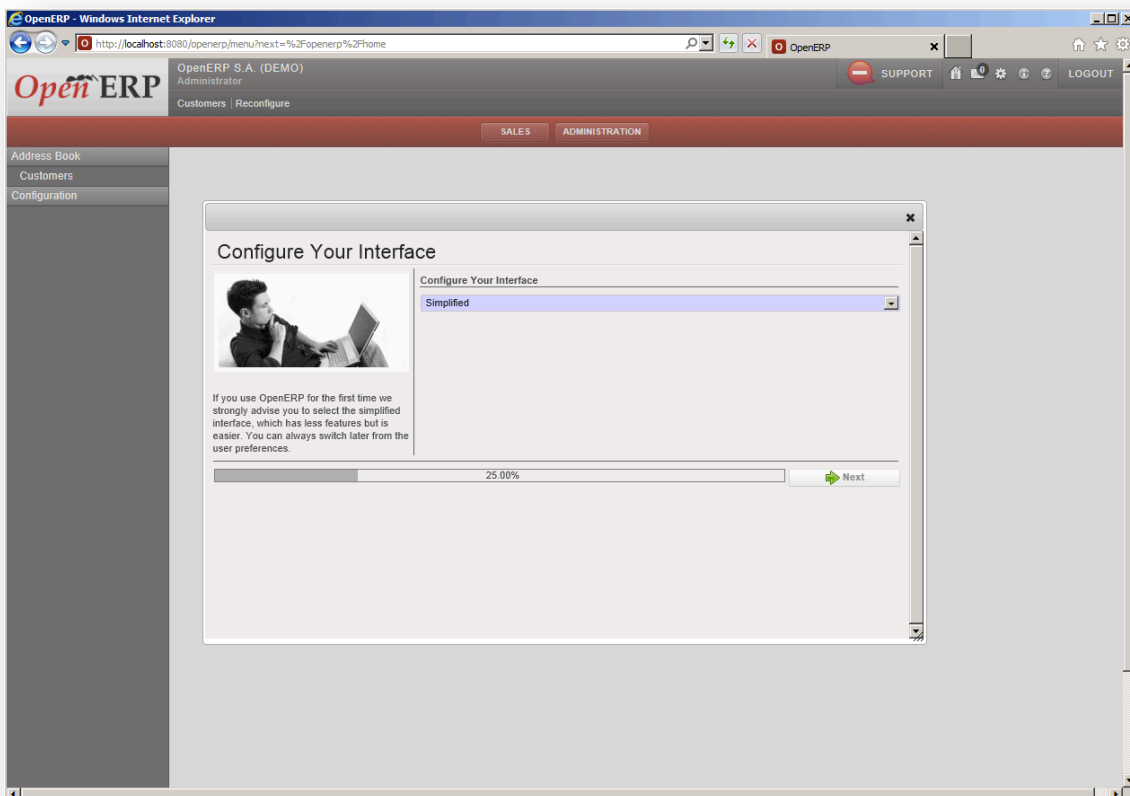 OpenERP - Windows Internet Explorer
http://localhost:8080/openerp/menu?next=%2Fopenerp%2Fhome
OpenERP
Open ERP
OpenERP S.A. (DEMO)
Administrator
Customers | Reconfigure
SUPPORT
0
LOGOUT
SALES
ADMINISTRATION
Address Book
Customers
Configuration
Configure Your Interface
Configure Your Interface
Simplified
If you use OpenERP for the first time we
strongly advise you to select the simplified
interface, which has less features but is
easier. You can always switch later from the
user preferences.
25.00%
Next